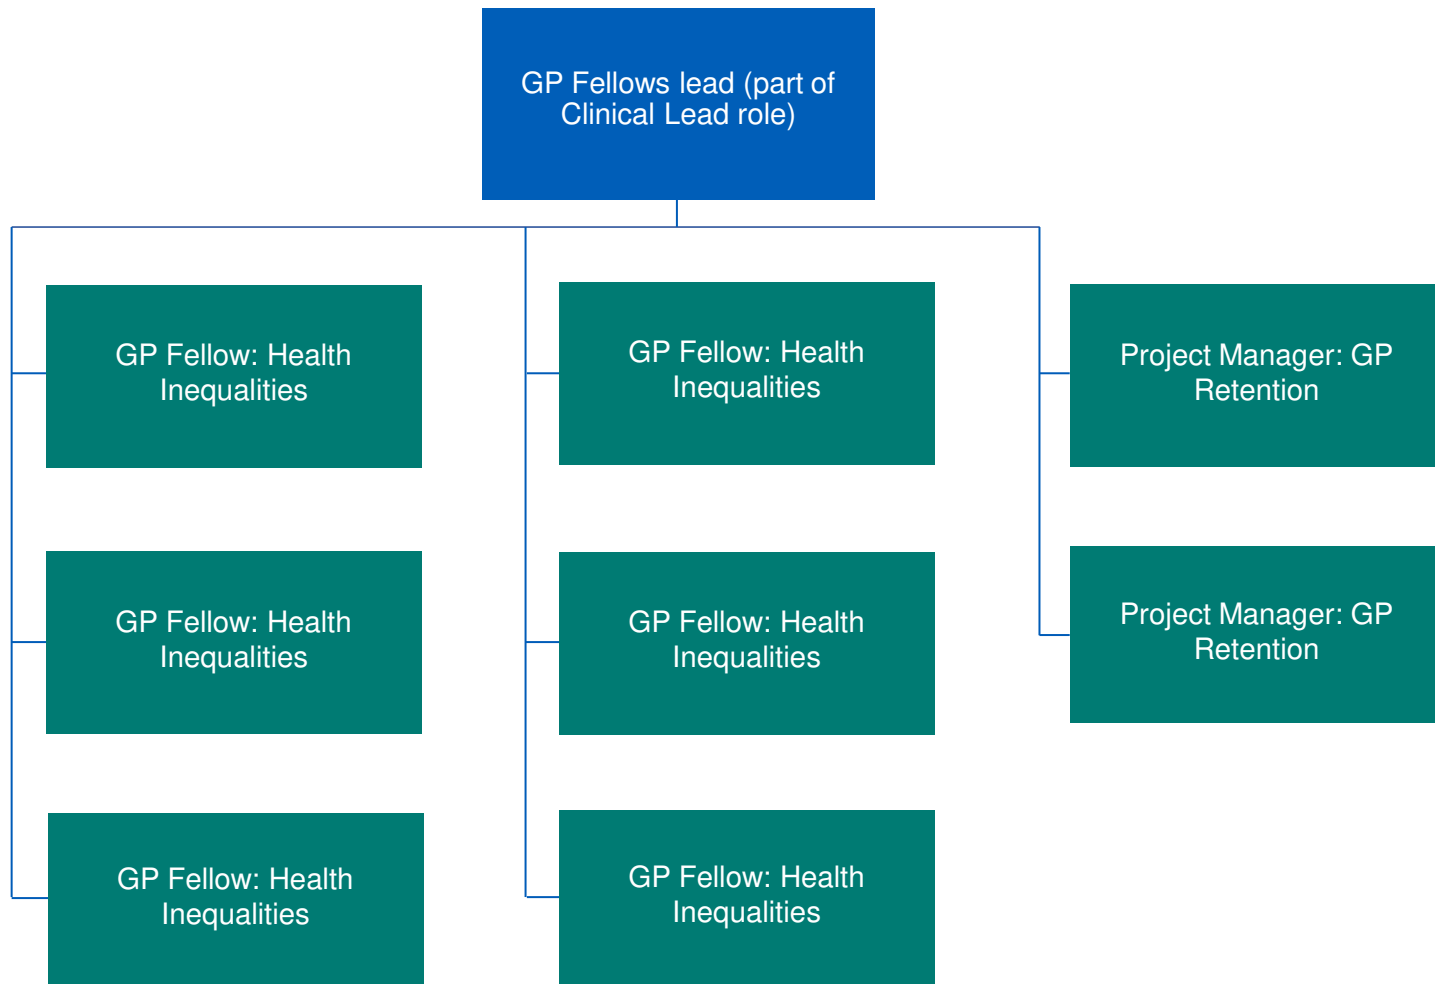 GP Fellows lead (part of
Clinical Lead role)
GP Fellow: Health
Inequalities
GP Fellow: Health
Inequalities
Project Manager: GP
Retention
GP Fellow: Health
Inequalities
GP Fellow: Health
Inequalities
Project Manager: GP
Retention
GP Fellow: Health
Inequalities
GP Fellow: Health
Inequalities